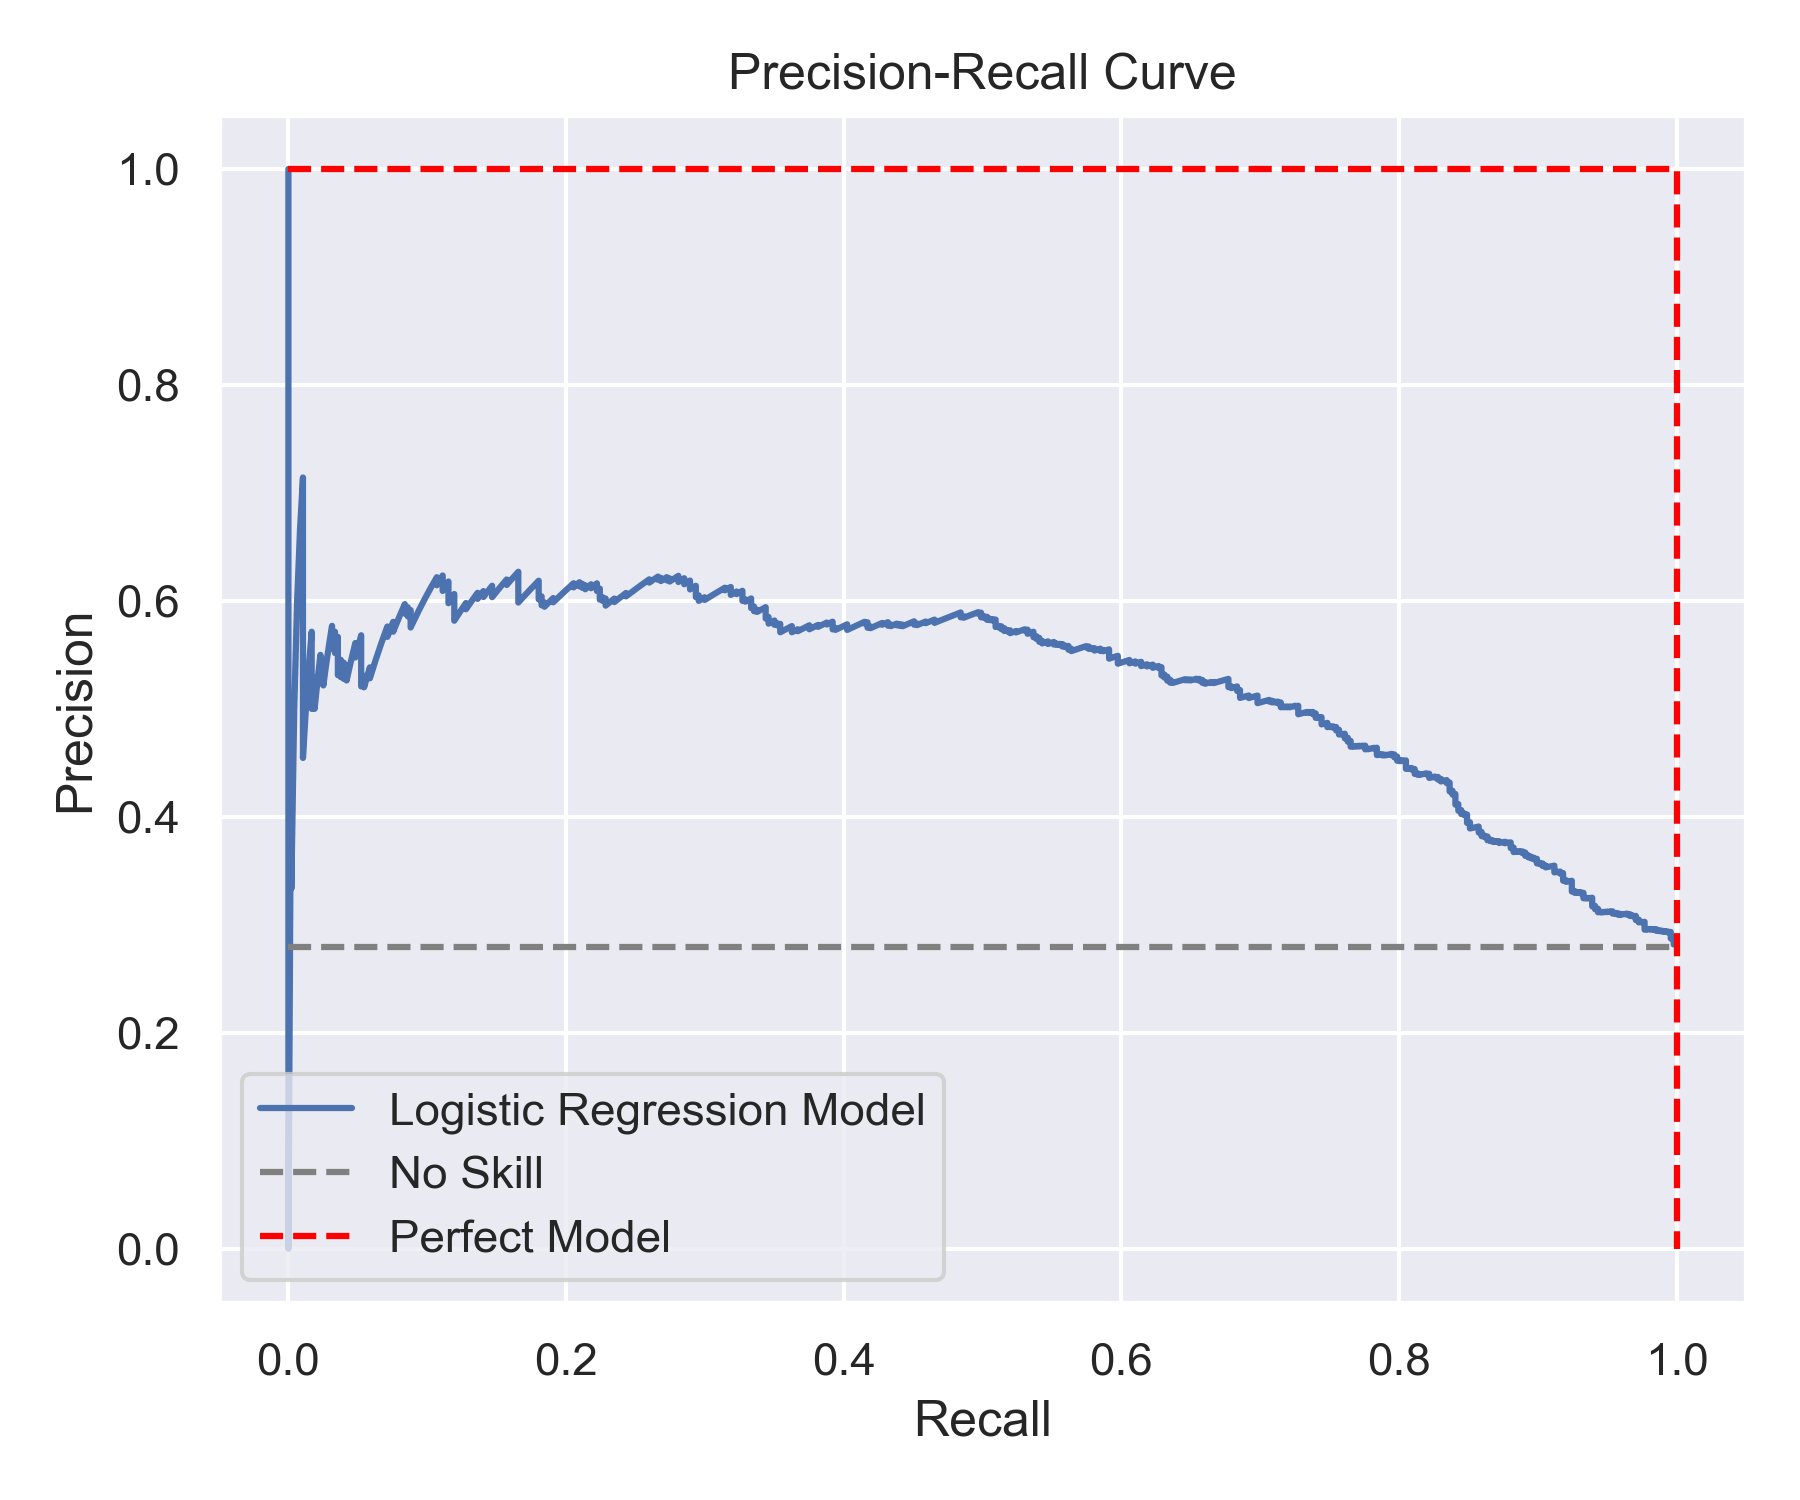 Precision-Recall Curve
1.0
0.8
0.6
0.4
0.2
0.0
Precision
Logistic Regression Model
No Skill
Perfect Model
0.0 0.2 0.4 0.6 0.8 1.0
Recall